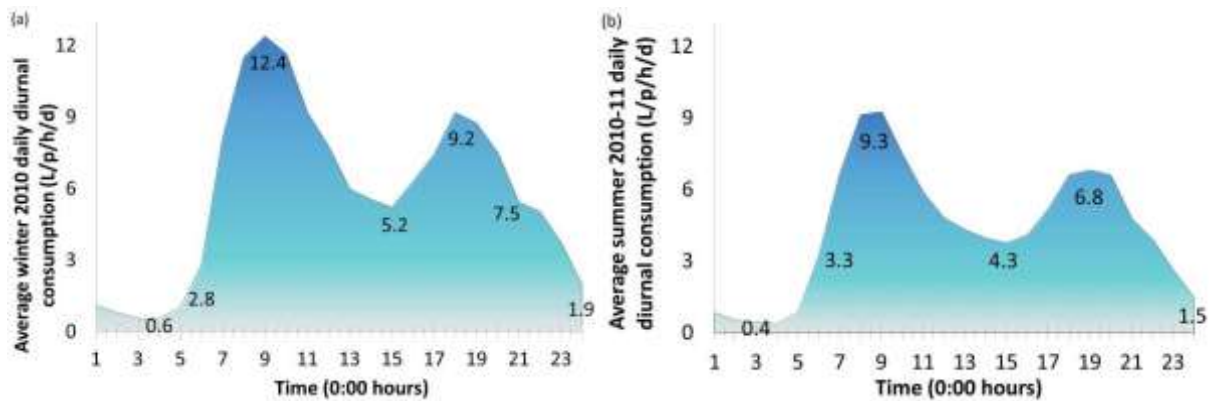 (a)
Average winter 2010 daily diurnal
consumption (L/p/h/d)
12
9
6
3
0
12.4
9.2
5.2
7.5
2.8
0.6
1.9
1 3 5 7 9 11 13 15 17 19 21 23
Time (0:00 hours)
(b)
Average summer 2010-11 daily
diurnal consumption (L/p/h/d)
12
9
6
3
0
9.3
6.8
3.3
4.3
0.4
1.5
1 3 5 7 9 11 13 15 17 19 21 23
Time (0:00 hours)